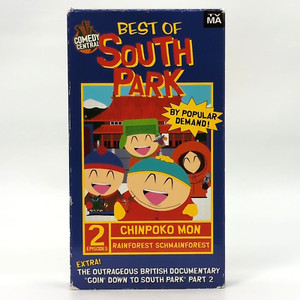 TV
MA
COMEDY
CENTRAL
BEST OF
SOUTH
PARK
BY POPULAR
DEMAND!
2
EPISODES
CHINPOKO MON
RAINFOREST SCHMAINFOREST
EXTRA!
THE OUTRAGEOUS BRITISH DOCUMENTARY
"GOIN' DOWN TO SOUTH PARK" PART 2